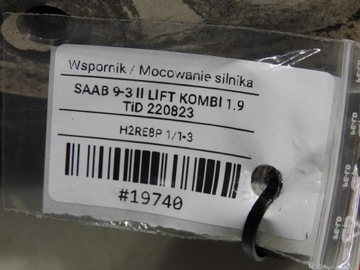 Wspornik / Mocowanie silnika
SAAB 9-3 II LIFT KOMBI 1.9
TiD 220823
H2RE8P 1/1-3
#19740